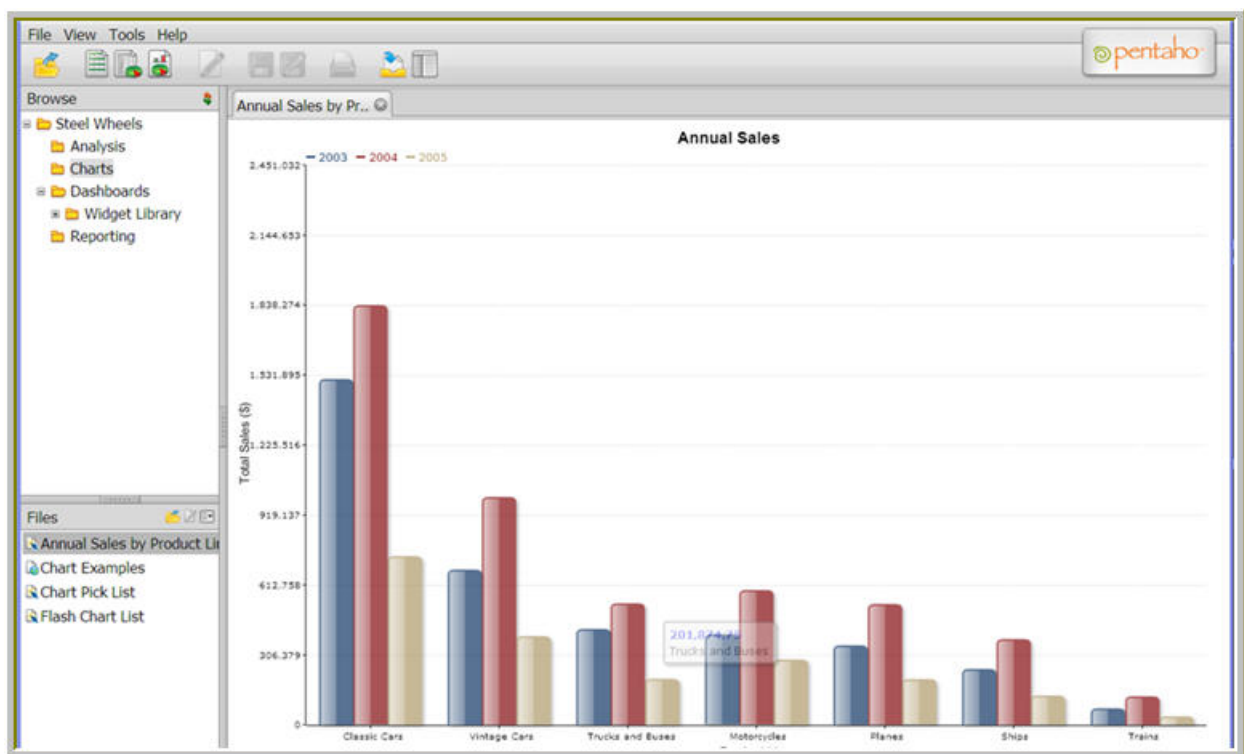 File View Tools Help
pentaho
Browse
Steel Wheels
Analysis
Charts
Dashboards
Widget Library
Reporting
Files
Annual Sales by Product Li
Chart Examples
Chart Pick List
Flash Chart List
Annual Sales by Pr..
Annual Sales
2003 2004 2005
Total Sales ($)
2.451.032
2.144.653
1.838.274
1.531.895
1.225.516
919.137
612.758
306.379
0
201,874,75
Trucks and Buses
Classic Cars Vintage Cars Trucks and Buses Motorcycles Planes Ships Trains